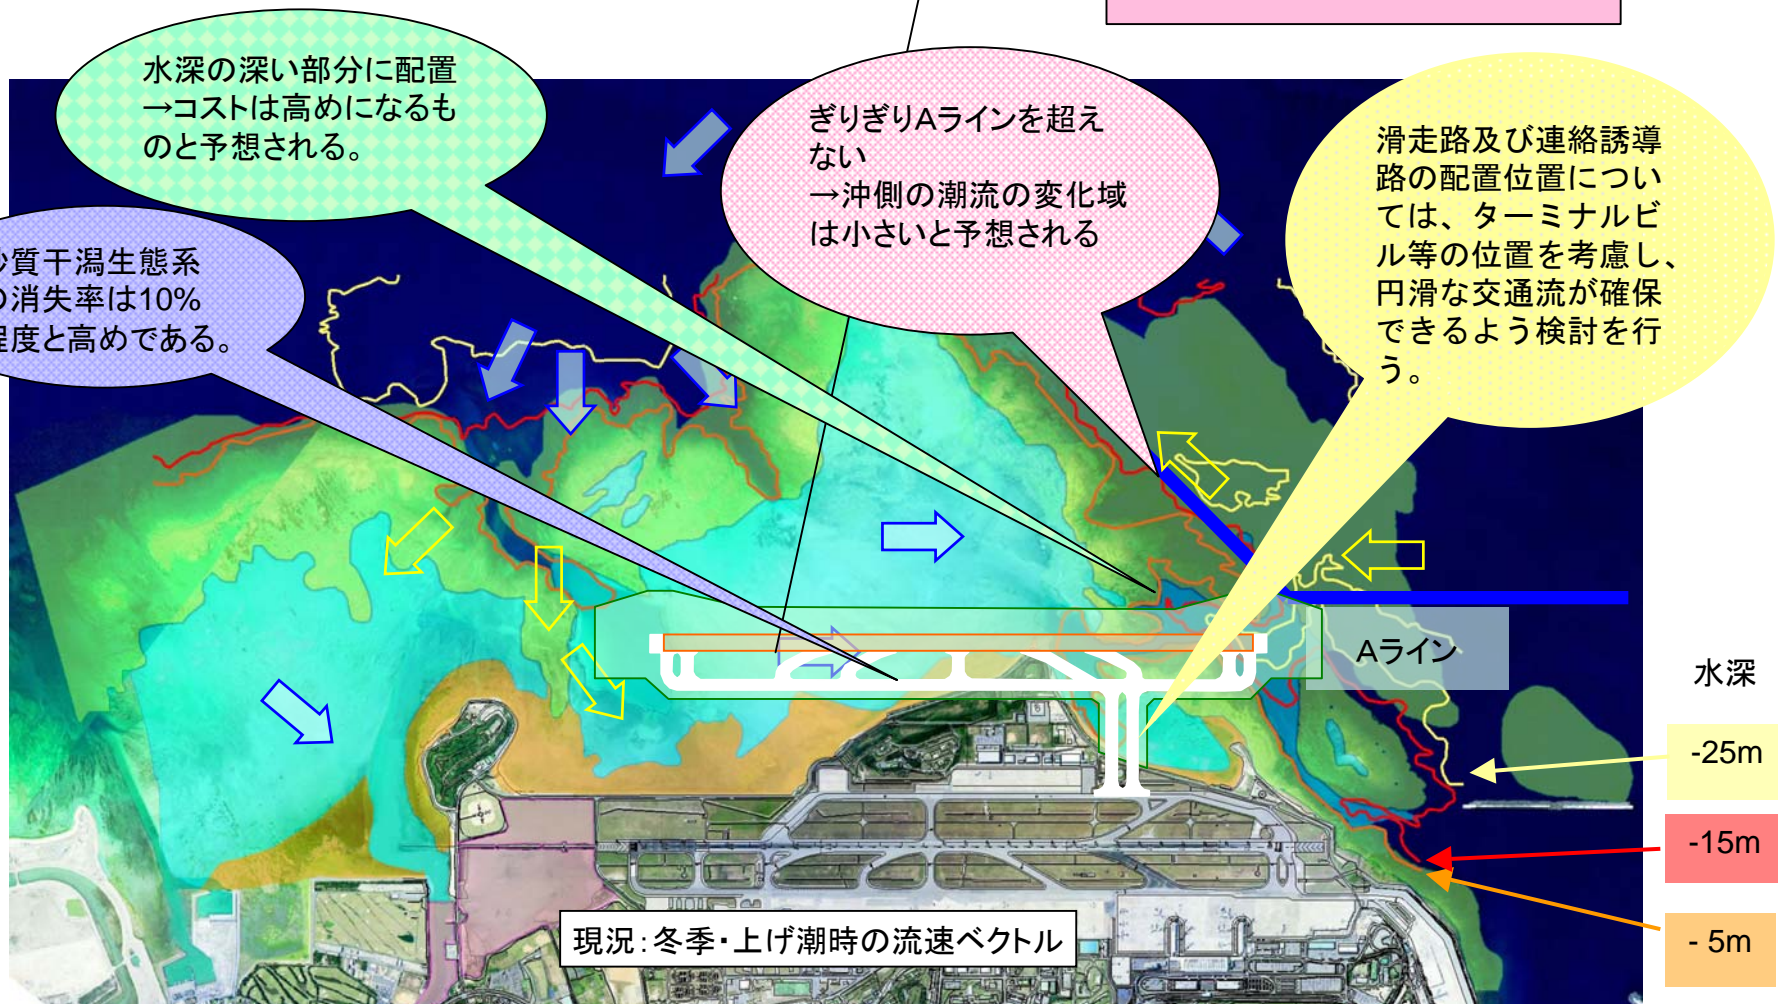 水深の深い部分に配置
→コストは高めになるも
のと予想される。
ぎりぎりAラインを超え
ない
→沖側の潮流の変化域
は小さいと予想される
滑走路及び連絡誘導
路の配置位置につい
ては、ターミナルビ
ル等の位置を考慮し、
円滑な交通流が確保
できるよう検討を行
う。
砂質干潟生態系
の消失率は10%
程度と高めである。
Aライン
水深
-25m
-15m
- 5m
現況：冬季・上げ潮時の流速ベクトル